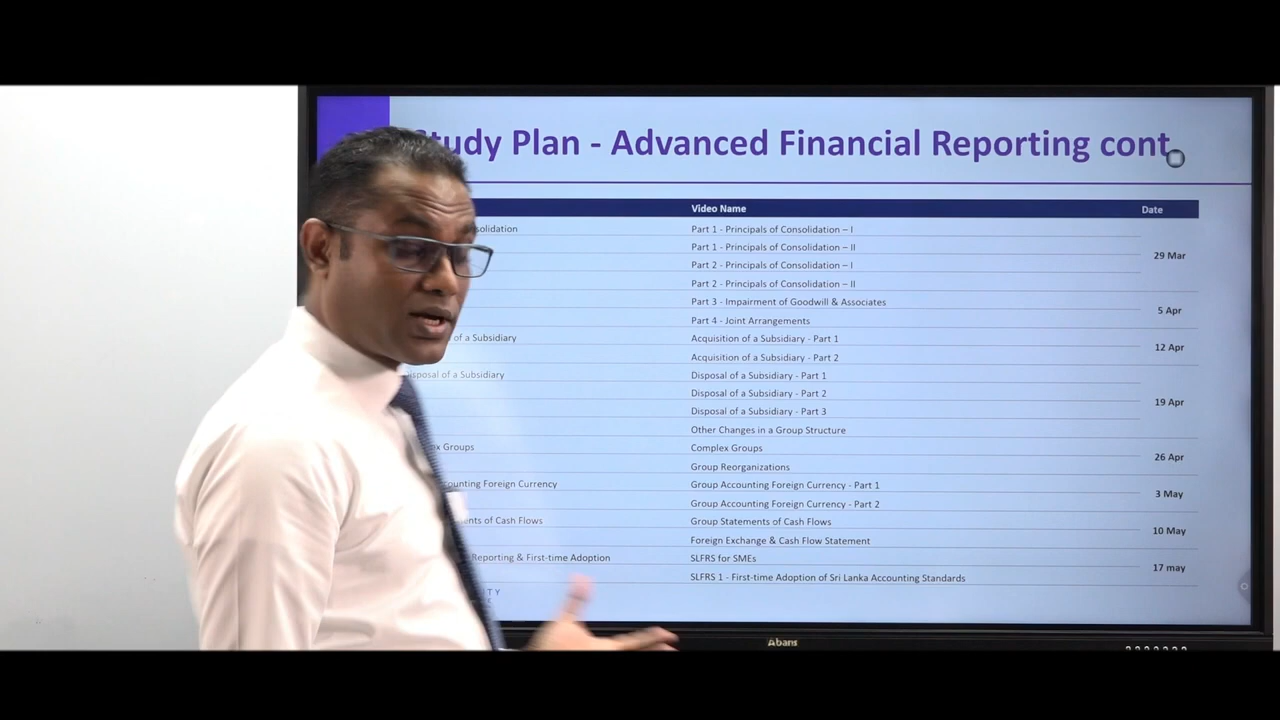 Study Plan - Advanced Financial Reporting cont
Video Name Date
Part 1 - Principals of Consolidation – I
Part 1 - Principals of Consolidation – II
29 Mar
Part 2 - Principals of Consolidation – I
Part 2 - Principals of Consolidation – II
Part 3 - Impairment of Goodwill & Associates
5 Apr
Part 4 - Joint Arrangements
of a Subsidiary Acquisition of a Subsidiary - Part 1
12 Apr
Acquisition of a Subsidiary - Part 2
Disposal of a Subsidiary Disposal of a Subsidiary - Part 1
Disposal of a Subsidiary - Part 2
19 Apr
Disposal of a Subsidiary - Part 3
Other Changes in a Group Structure
Groups Complex Groups
26 Apr
Group Reorganizations
Foreign Currency Group Accounting Foreign Currency - Part 1
3 May
Group Accounting Foreign Currency - Part 2
of Cash Flows Group Statements of Cash Flows
10 May
Foreign Exchange & Cash Flow Statement
Reporting & First-time Adoption SLFRS for SMEs
17 may
SLFRS 1 - First-time Adoption of Sri Lanka Accounting Standards
Abans